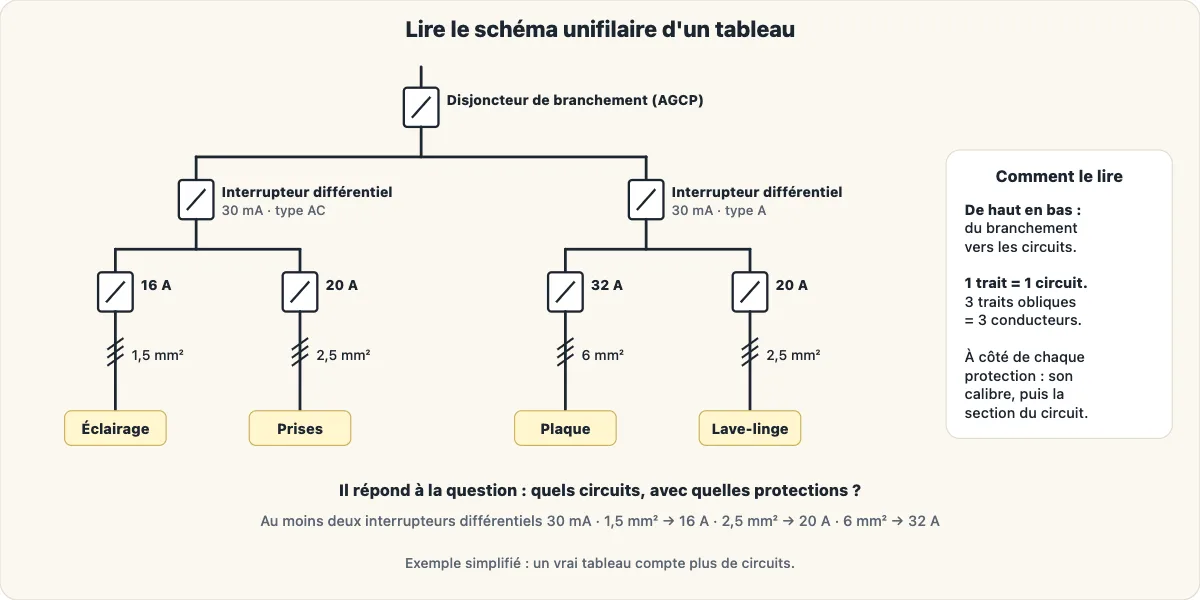 Lire le schéma unifilaire d'un tableau
Disjoncteur de branchement (AGCP)
Interrupteur différentiel
30 mA · type AC
Interrupteur différentiel
30 mA · type A
16 A
20 A
32 A
20 A
1,5 mm²
2,5 mm²
6 mm²
2,5 mm²
Éclairage
Prises
Plaque
Lave-linge
Comment le lire
De haut en bas :
du branchement
vers les circuits.
1 trait = 1 circuit.
3 traits obliques
= 3 conducteurs.
À côté de chaque
protection : son
calibre, puis la
section du circuit.
Il répond à la question : quels circuits, avec quelles protections ?
Au moins deux interrupteurs différentiels 30 mA · 1,5 mm² → 16 A · 2,5 mm² → 20 A · 6 mm² → 32 A
Exemple simplifié : un vrai tableau compte plus de circuits.